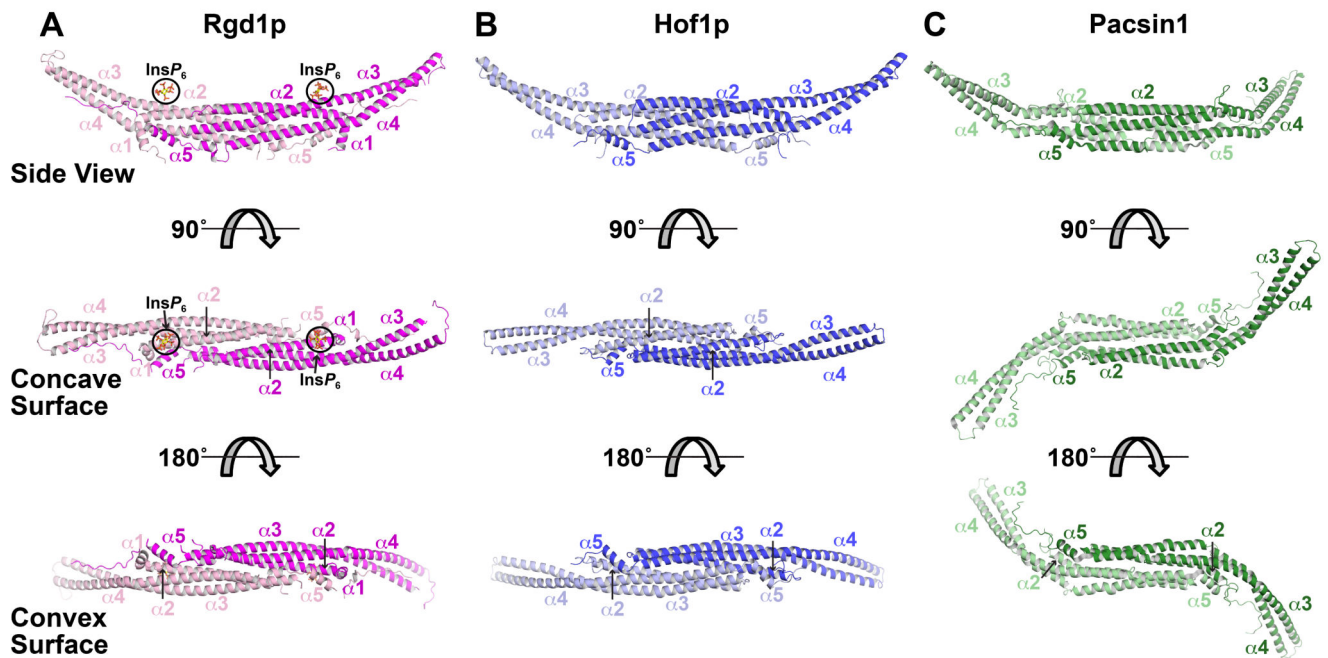 A Rgd1p B Hof1p C Pacsin1
InsP₆ InsP₆
α3 α2 α2 α3
α4 α1 α5 α5 α1 α4
α3 α2 α2 α3
α4 α5 α5 α4
α3 α2 α2 α3
α4 α5 α5 α4
Side View
90° 90° 90°
α4 InsP₆ α2 α5 α1 α3
α3 α1 α5 α2 InsP₆ α4
α4 α2 α5 α3
α3 α5 α2 α4
α3 α4
α2 α5
α4 α5 α2
α3
Concave
Surface
180° 180° 180°
α1 α5 α3 α2 α4
α4 α2 α3 α5 α1
α5 α3 α2 α4
α4 α2 α3 α5
α3
α4 α5 α2
α2 α5 α3
α4
Convex
Surface